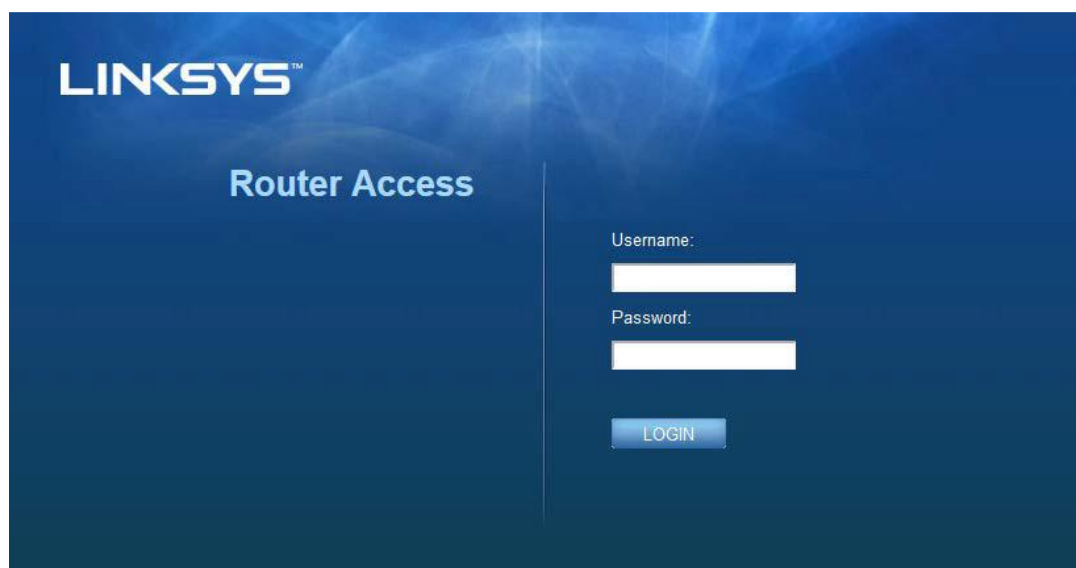 LINKSYS™
Router Access
Username:
Password:
LOGIN